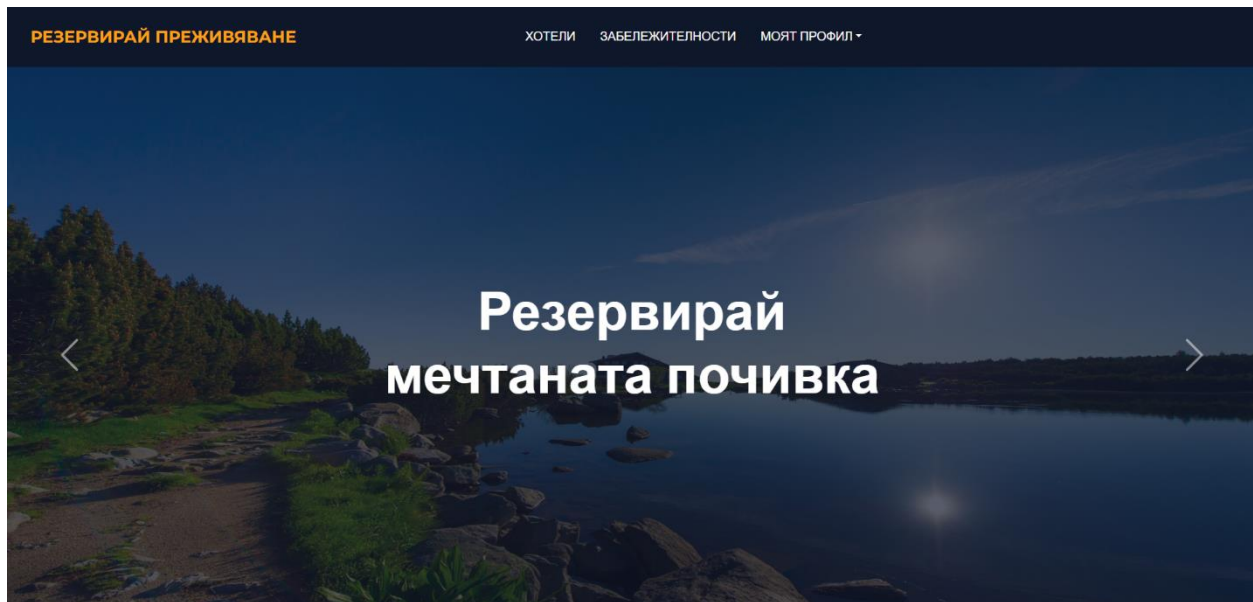 РЕЗЕРВИРАЙ ПРЕЖИВЯВАНЕ
ХОТЕЛИ ЗАБЕЛЕЖИТЕЛНОСТИ МОЯТ ПРОФИЛ
Резервирай
мечтаната почивка